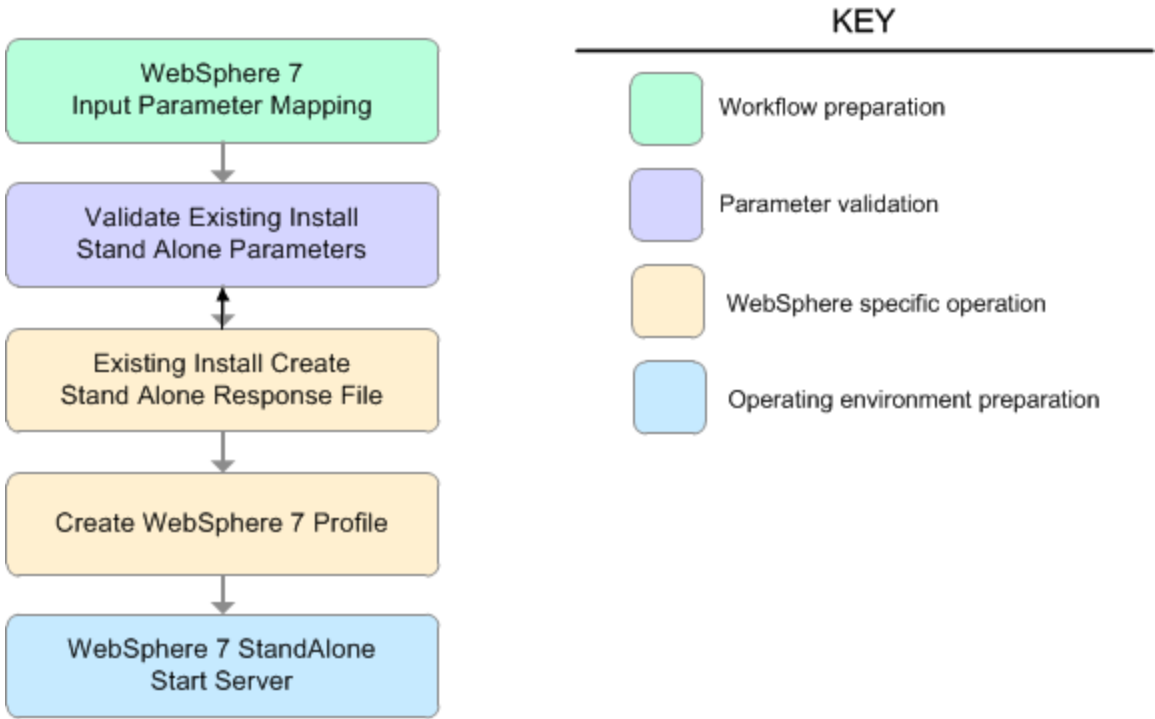 WebSphere 7
Input Parameter Mapping
Validate Existing Install
Stand Alone Parameters
Existing Install Create
Stand Alone Response File
Create WebSphere 7 Profile
WebSphere 7 StandAlone
Start Server
KEY
Workflow preparation
Parameter validation
WebSphere specific operation
Operating environment preparation